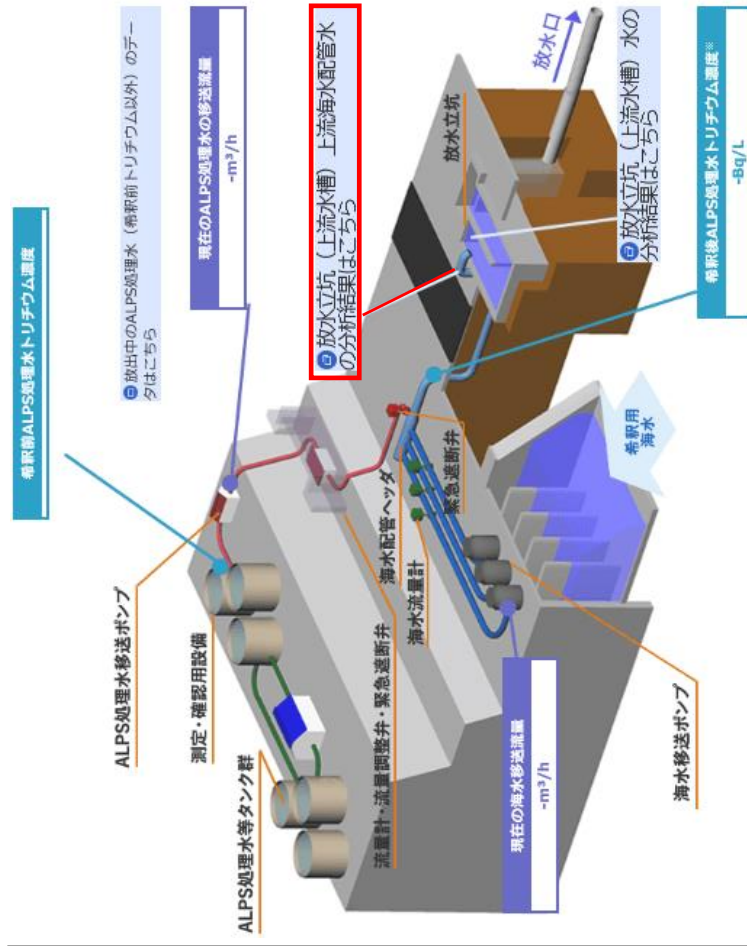 希釈前ALPS処理水トリチウム濃度
放出中のALPS処理水（希釈前トリチウム以外）のデー
タはこちら
現在のALPS処理水の移送流量
-m³/h
ALPS処理水移送ポンプ
測定・確認用設備
ALPS処理水等タンク群
放水立坑（上流水槽）上流海水配管水
の分析結果はこちら
流量計・流量調整弁・緊急遮断弁
海水配管ヘッダ
海水流量計
緊急遮断弁
放水立坑
放水口
現在の海水移送流量
-m³/h
海水移送ポンプ
希釈用
海水
放水立坑（上流水槽）水の
分析結果はこちら
希釈後ALPS処理水トリチウム濃度※
-Bq/L